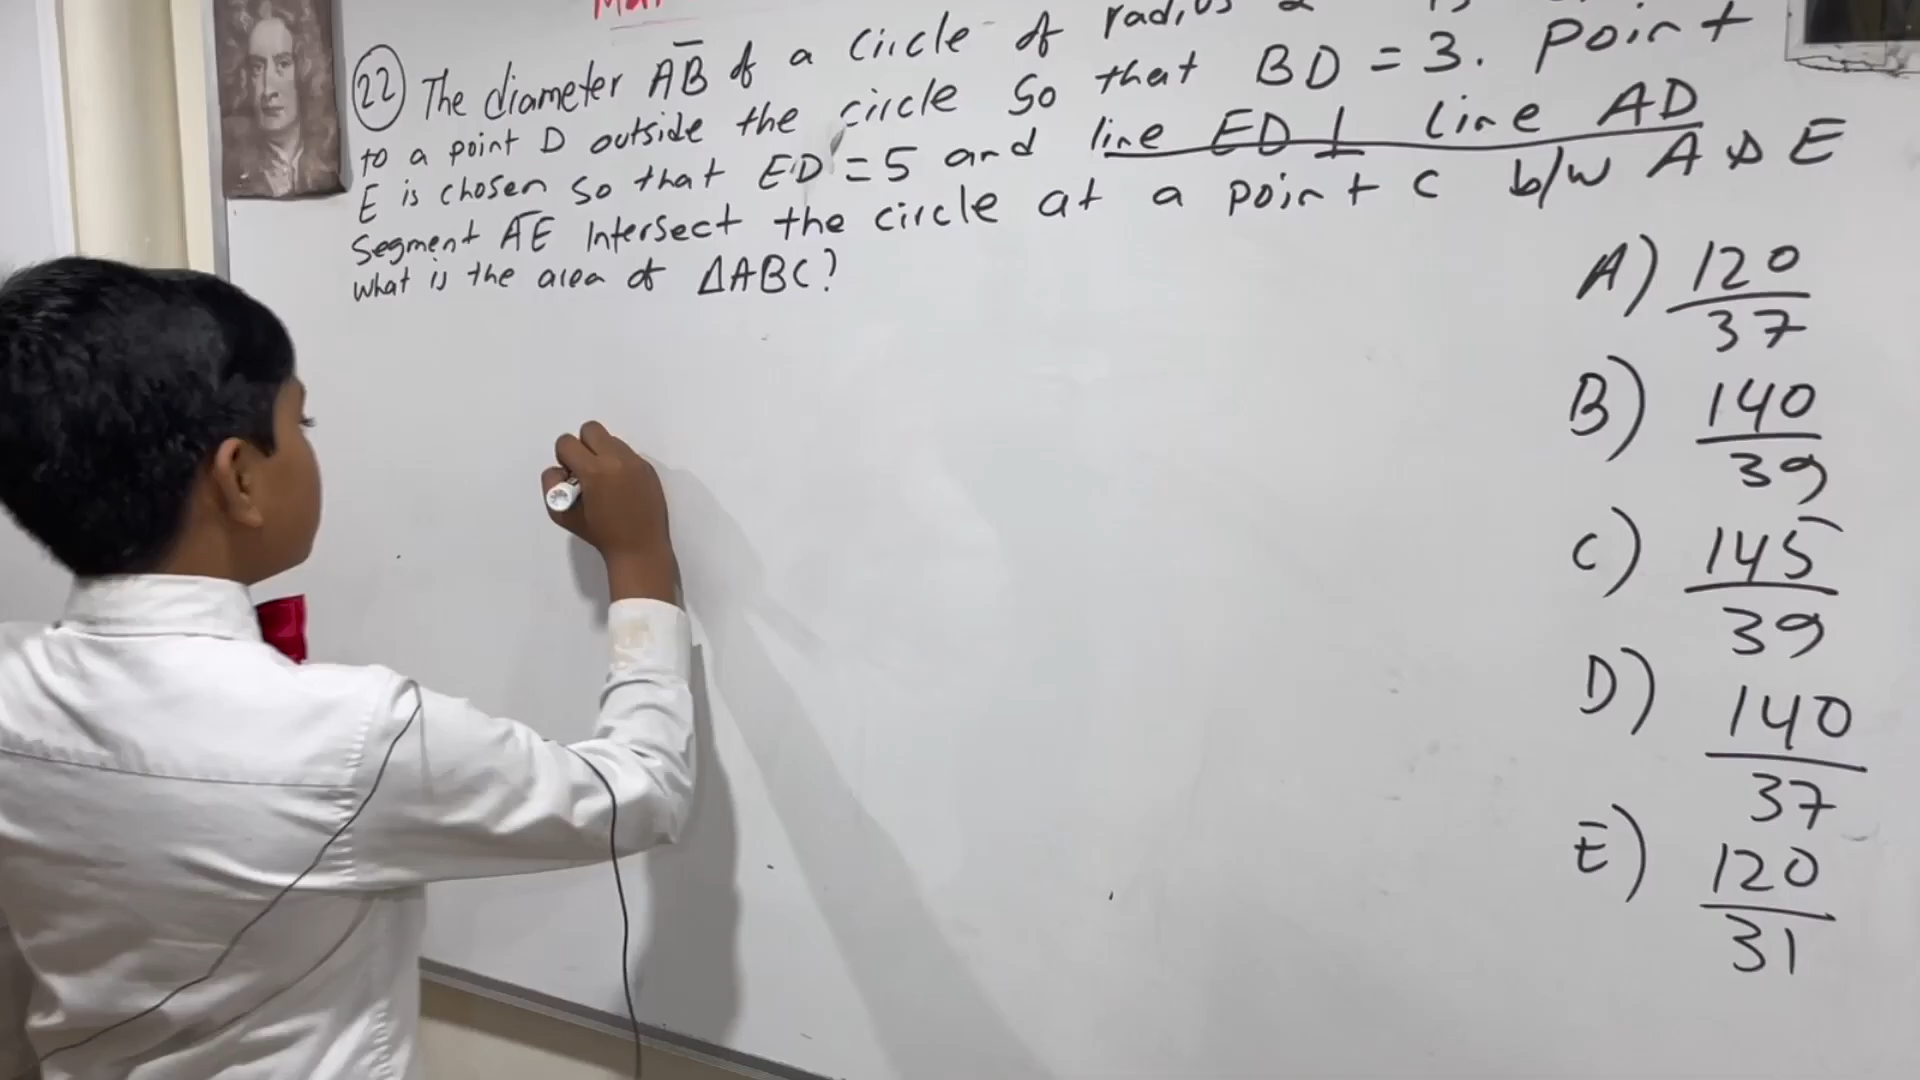 22 The diameter AB of a circle of radius 2 is
to a point D outside the circle so that BD = 3. Point
E is chosen so that ED = 5 and line ED ⊥ line AD
Segment AE Intersect the circle at a point C b/w A & E
what is the area of ΔABC?
A) 120/37
B) 140/39
C) 145/39
D) 140/37
E) 120/31